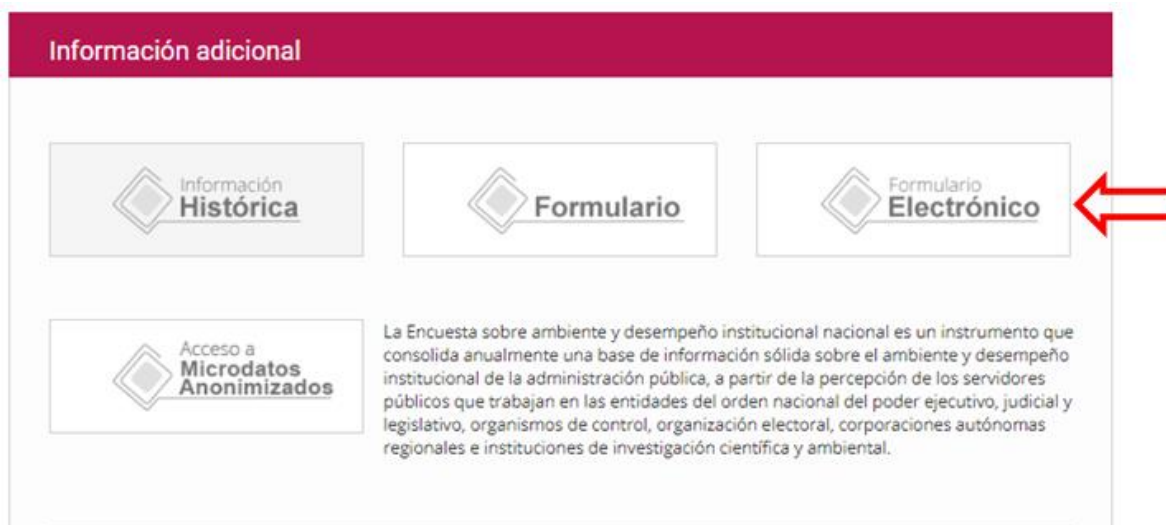 Información adicional
Información
Histórica
Formulario
Formulario
Electrónico
Acceso a
Microdatos
Anonimizados
La Encuesta sobre ambiente y desempeño institucional nacional es un instrumento que
consolida anualmente una base de información sólida sobre el ambiente y desempeño
institucional de la administración pública, a partir de la percepción de los servidores
públicos que trabajan en las entidades del orden nacional del poder ejecutivo, judicial y
legislativo, organismos de control, organización electoral, corporaciones autónomas
regionales e instituciones de investigación científica y ambiental.